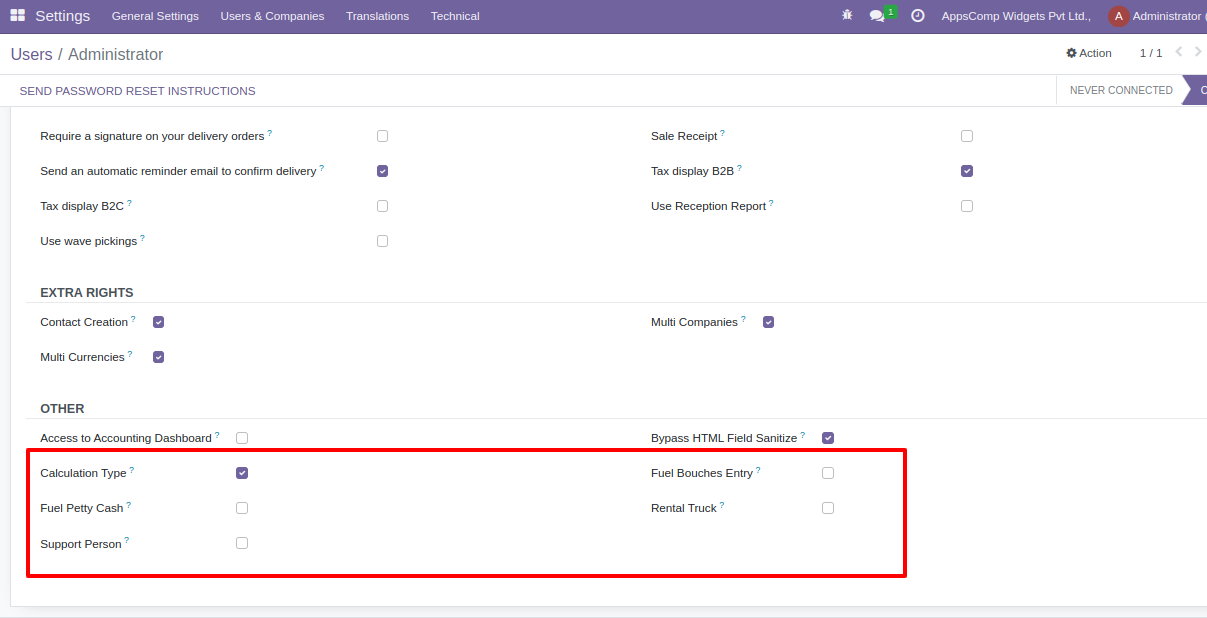 Settings General Settings Users & Companies Translations Technical 1 AppsComp Widgets Pvt Ltd., A Administrator (
Users / Administrator Action 1 / 1
SEND PASSWORD RESET INSTRUCTIONS NEVER CONNECTED
Require a signature on your delivery orders ? Sale Receipt ?
Send an automatic reminder email to confirm delivery ? Tax display B2B ?
Tax display B2C ? Use Reception Report ?
Use wave pickings ?
EXTRA RIGHTS
Contact Creation ? Multi Companies ?
Multi Currencies ?
OTHER
Access to Accounting Dashboard ? Bypass HTML Field Sanitize ?
Calculation Type ? Fuel Bouches Entry ?
Fuel Petty Cash ? Rental Truck ?
Support Person ?